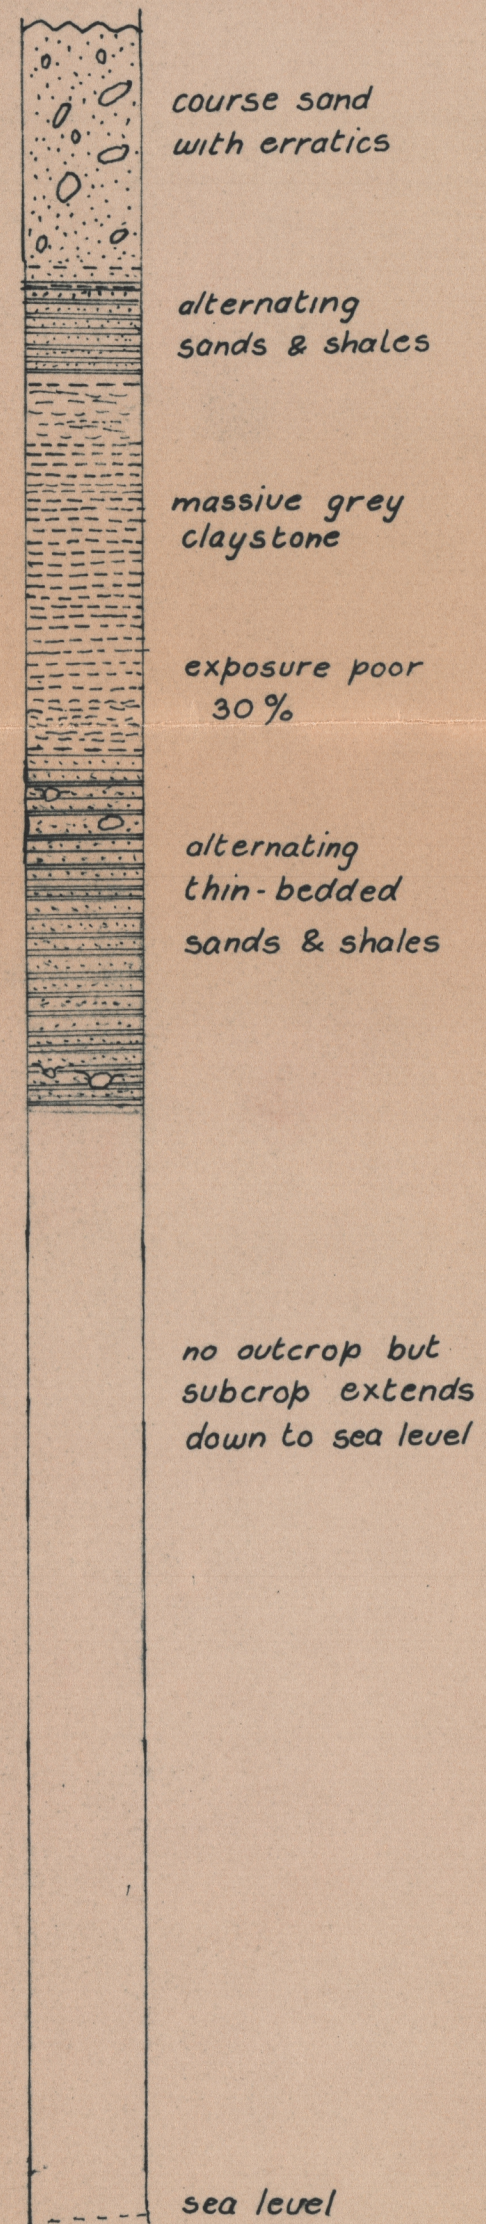 course sand
with erratics
alternating
sands & shales
massive grey
claystone
exposure poor
30 %
alternating
thin-bedded
sands & shales
no outcrop but
subcrop extends
down to sea level
sea level